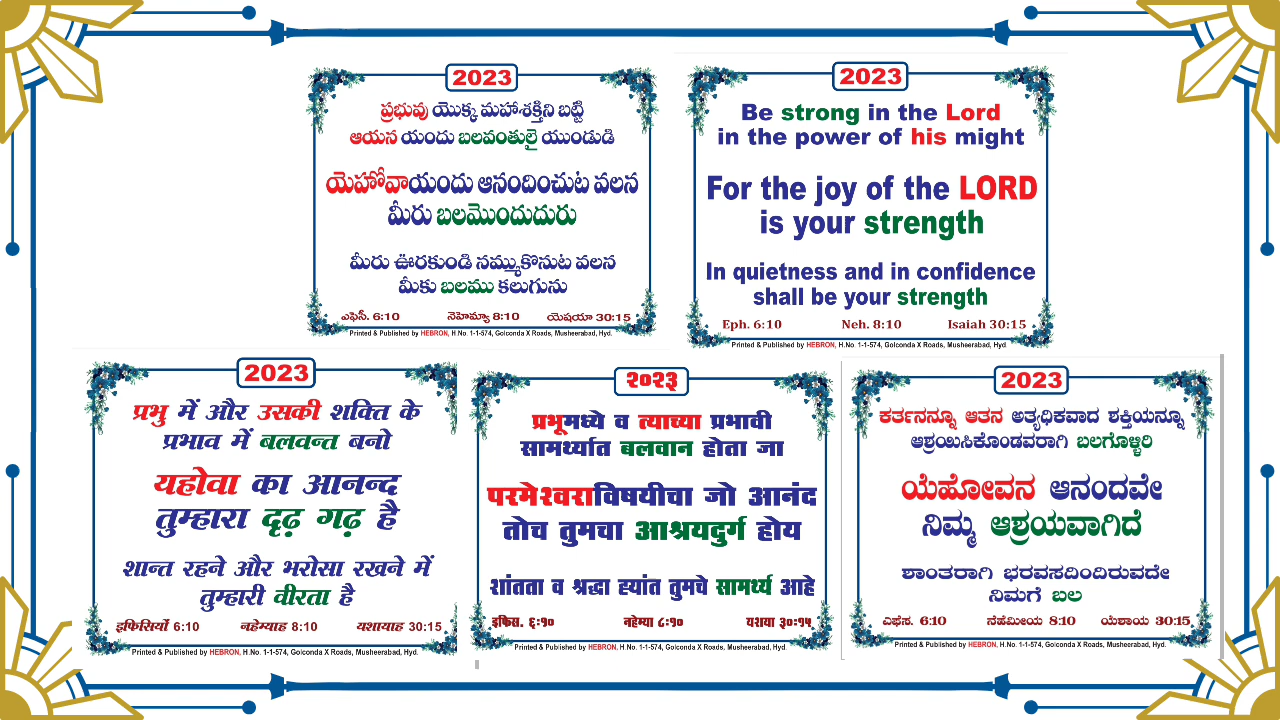 2023
ప్రభువు యొక్క మహాశక్తిని బట్టి
ఆయన యందు బలవంతులై యుండుడి
యెహోవాయందు ఆనందించుట వలన
మీరు బలమొందుదురు
మీరు ఊరకుండి నమ్ముకొనుట వలన
మీకు బలము కలుగును
ఎఫెసీ. 6:10 నెహెమ్యా 8:10 యెషయా 30:15
Printed & Published by HEBRON, H.No. 1-1-574, Golconda X Roads, Musheerabad, Hyd.
2023
Be strong in the Lord
in the power of his might
For the joy of the LORD
is your strength
In quietness and in confidence
shall be your strength
Eph. 6:10 Neh. 8:10 Isaiah 30:15
Printed & Published by HEBRON, H.No. 1-1-574, Golconda X Roads, Musheerabad, Hyd
2023
प्रभु में और उसकी शक्ति के
प्रभाव में बलवन्त बनो
यहोवा का आनन्द
तुम्हारा दृढ़ गढ़ है
शान्त रहने और भरोसा रखने में
तुम्हारी वीरता है
इफिसियों 6:10 नहेम्याह 8:10 यशायाह 30:15
Printed & Published by HEBRON, H.No. 1-1-574, Golconda X Roads, Musheerabad, Hyd.
२०२३
प्रभूमध्ये व त्याच्या प्रभावी
सामर्थ्यात बलवान होता जा
परमेश्वराविषयीचा जो आनंद
तोच तुमचा आश्रयदुर्ग होय
शांतता व श्रद्धा ह्यांत तुमचे सामर्थ्य आहे
इफिस. ६:१० नहेम्या ८:१० यशया ३०:१५
Printed & Published by HEBRON, H.No. 1-1-574, Golconda X Roads, Musheerabad, Hyd.
2023
ಕರ್ತನನ್ನೂ ಆತನ ಅತ್ಯಧಿಕವಾದ ಶಕ್ತಿಯನ್ನೂ
ಆಶ್ರಯಿಸಿಕೊಂಡವರಾಗಿ ಬಲಗೊಳ್ಳಿರಿ
ಯೆಹೋವನ ಆನಂದವೇ
ನಿಮ್ಮ ಆಶ್ರಯವಾಗಿದೆ
ಶಾಂತರಾಗಿ ಭರವಸದಿಂದಿರುವದೇ
ನಿಮಗೆ ಬಲ
ಎಫೆಸ. 6:10 ನೆಹೆಮೀಯ 8:10 ಯೆಶಾಯ 30:15
Printed & Published by HEBRON, H.No. 1-1-574, Golconda X Roads, Musheerabad, Hyd.